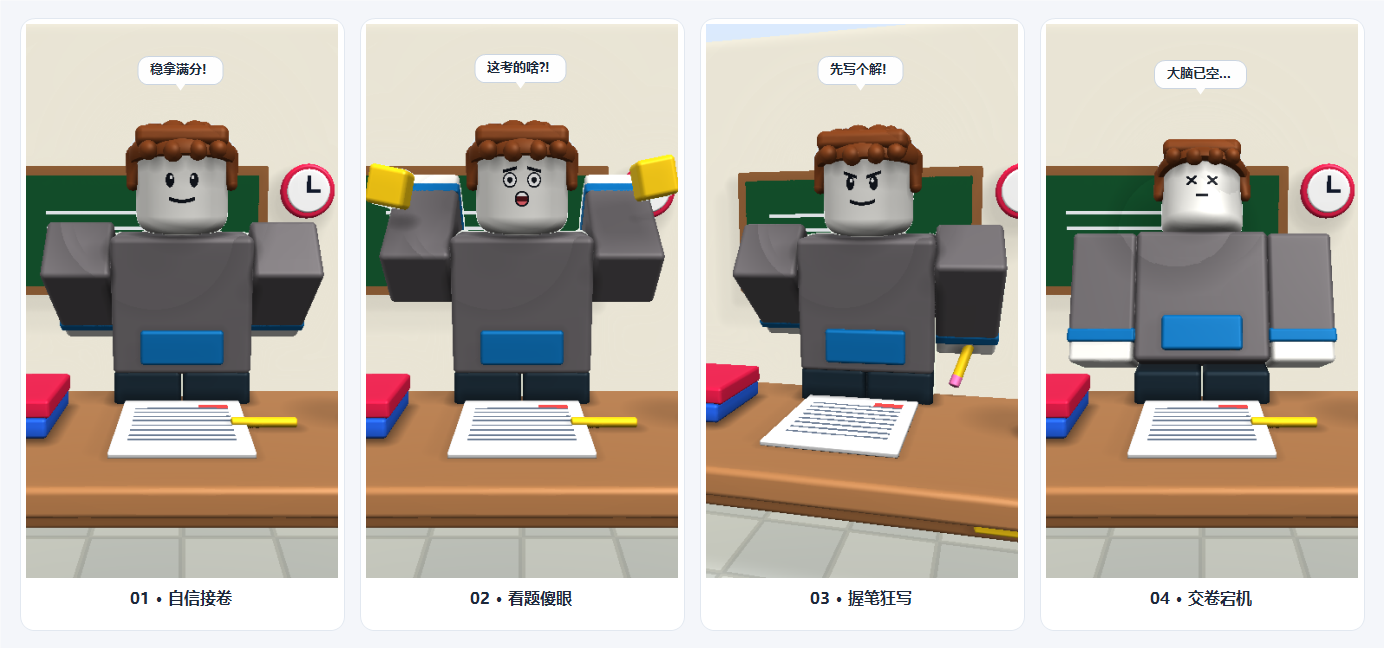 稳拿满分!
这考的啥?!
先写个解!
大脑已空...
01 • 自信接卷
02 • 看题傻眼
03 • 握笔狂写
04 • 交卷宕机